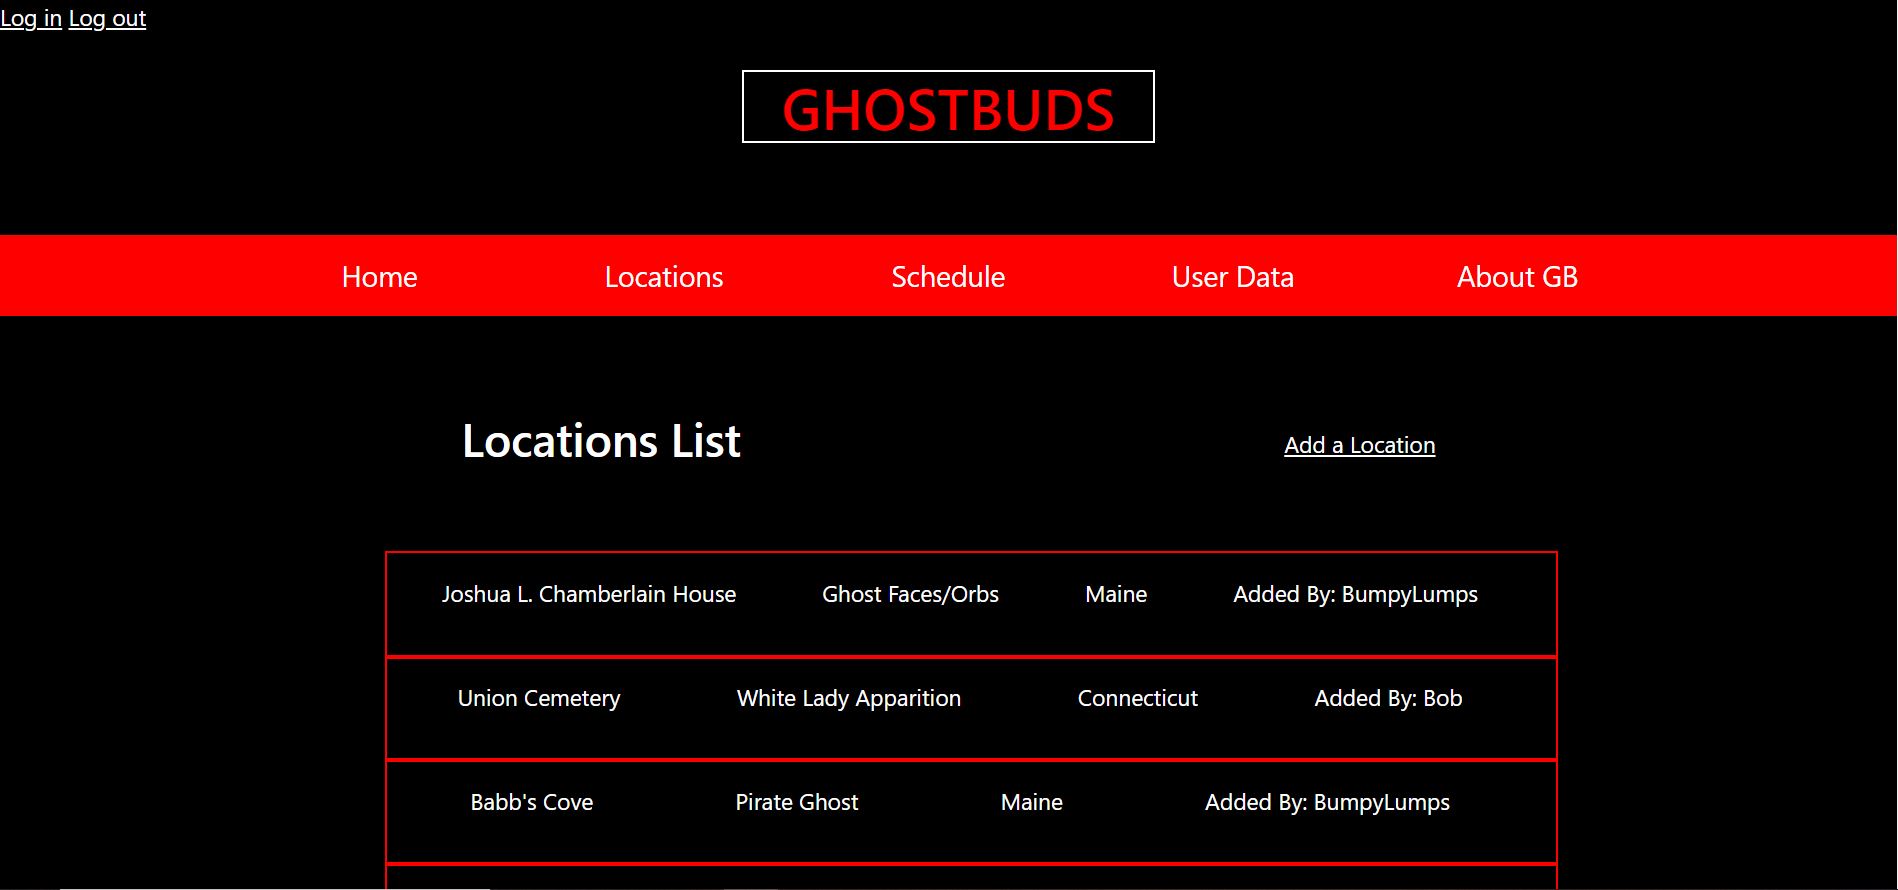 Log in Log out
GHOSTBUDS
Home Locations Schedule User Data About GB
Locations List Add a Location
Joshua L. Chamberlain House Ghost Faces/Orbs Maine Added By: BumpyLumps
Union Cemetery White Lady Apparition Connecticut Added By: Bob
Babb's Cove Pirate Ghost Maine Added By: BumpyLumps